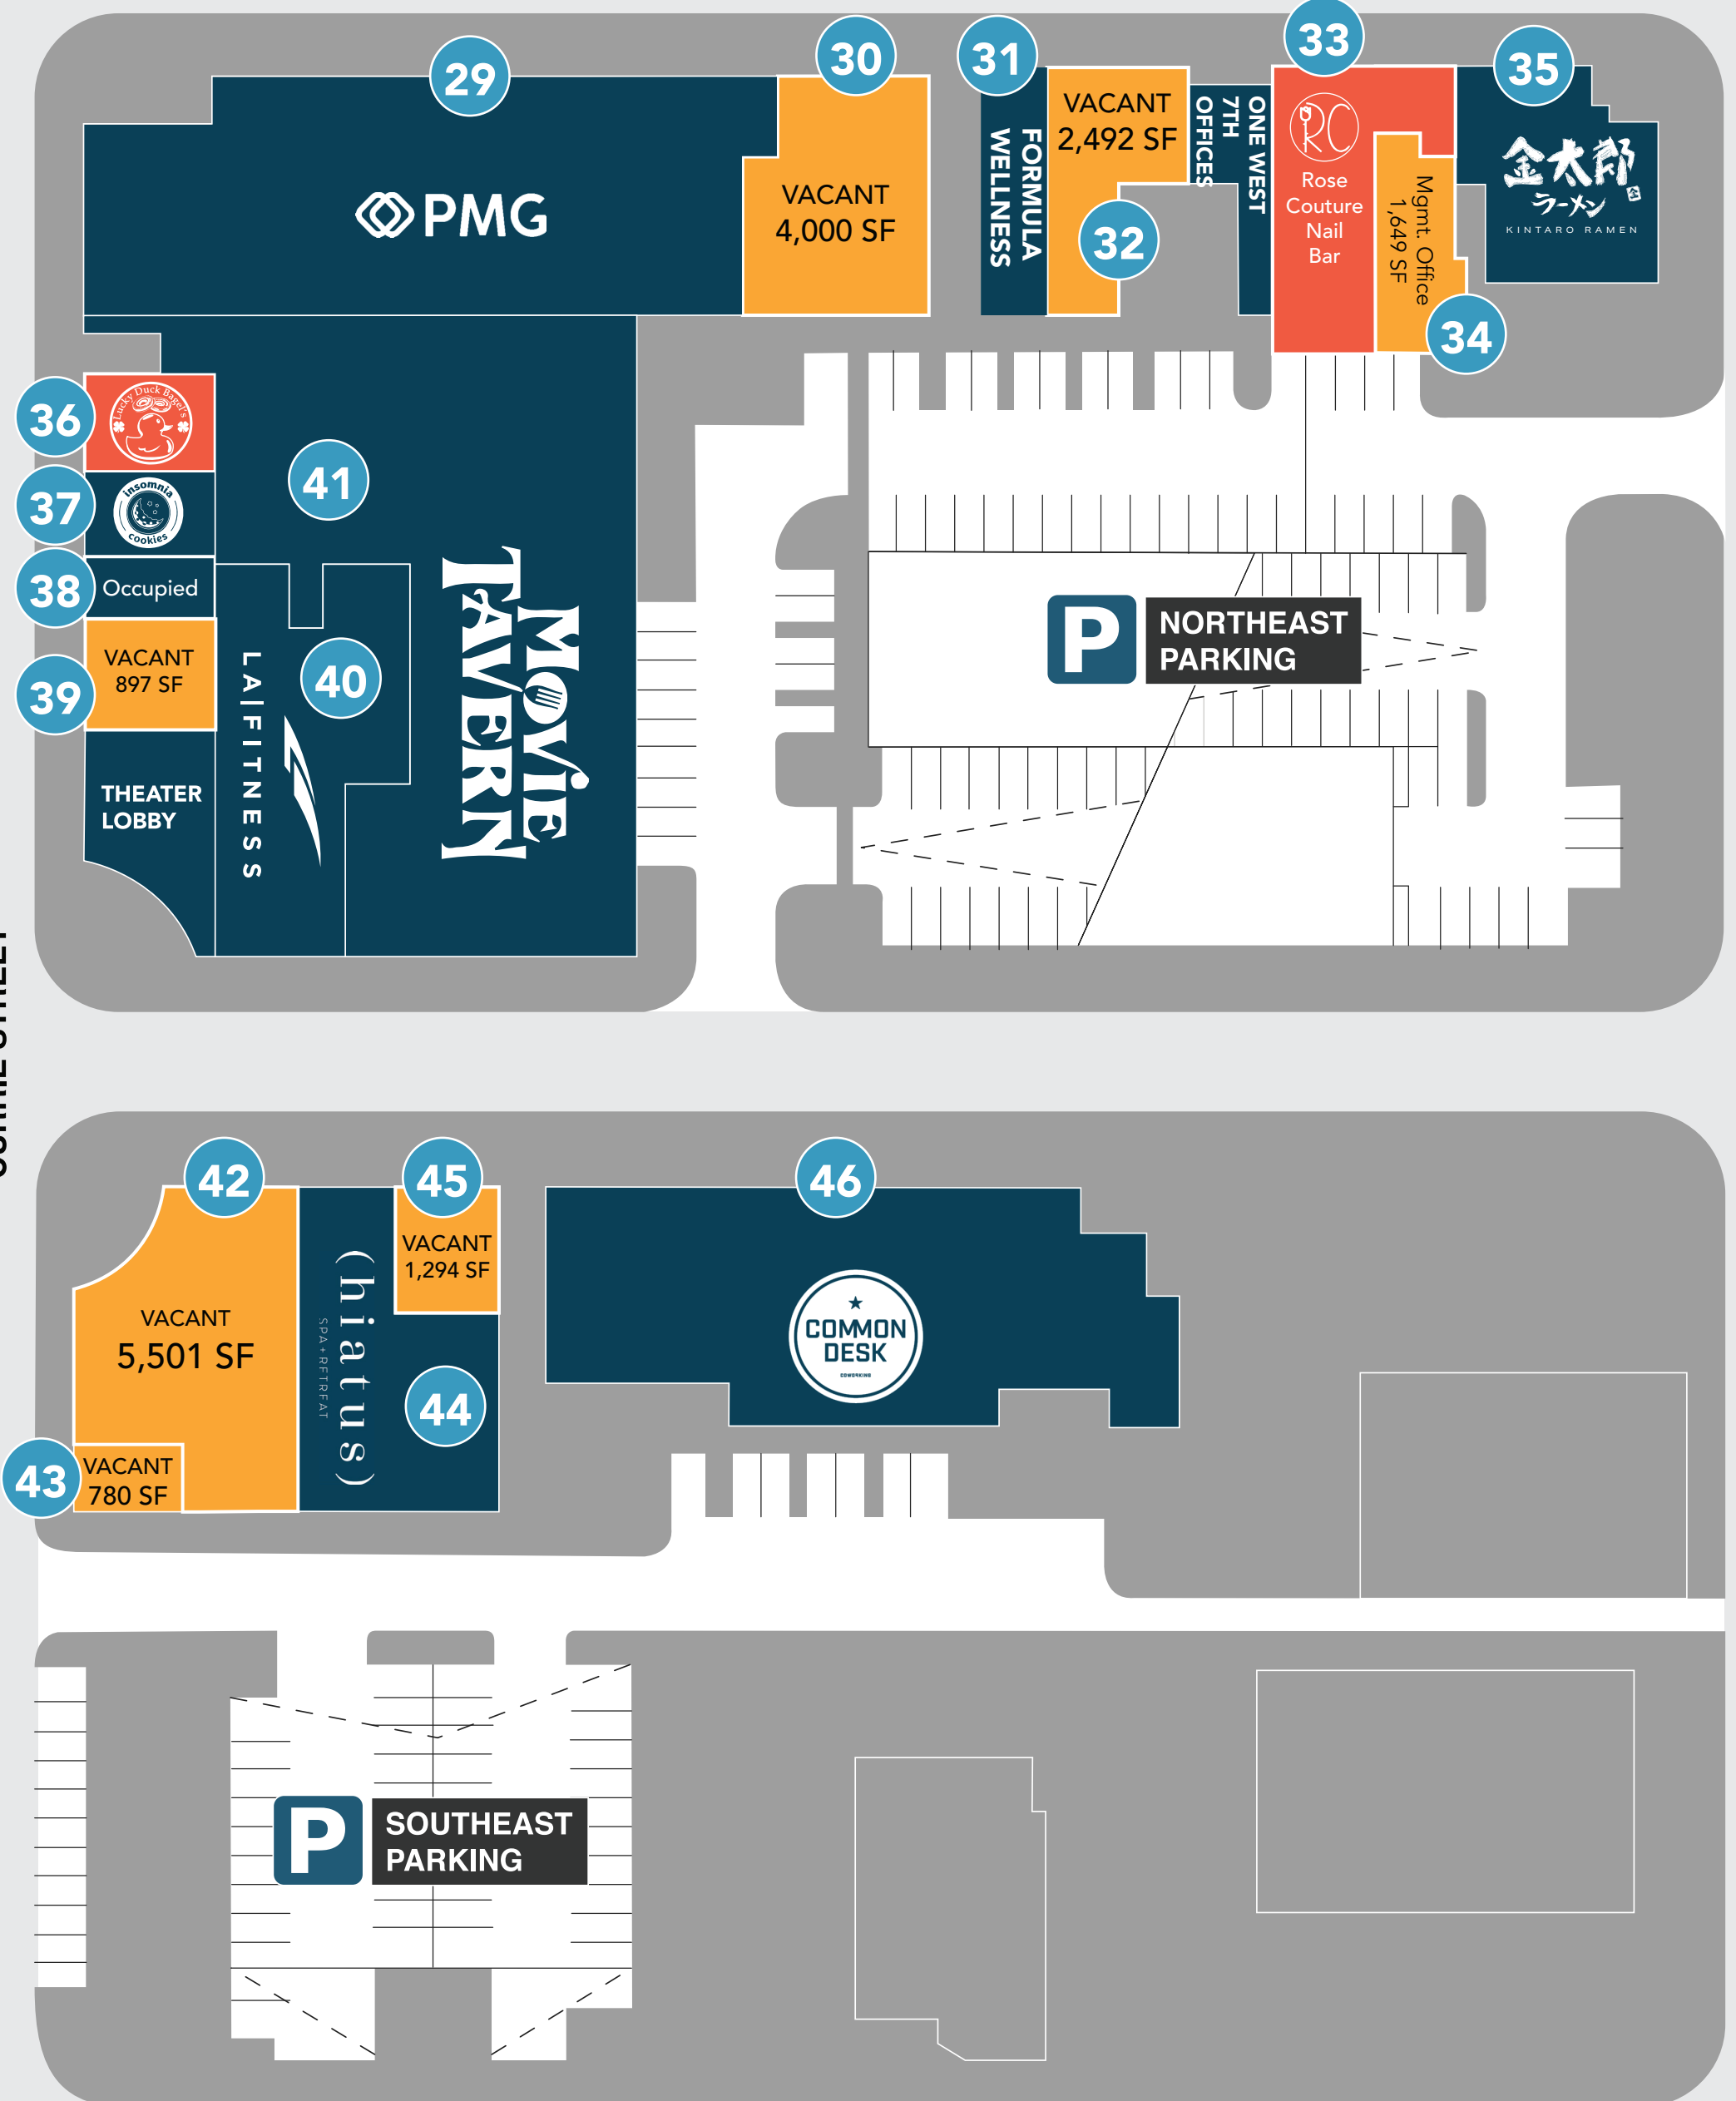 29
30
31
33
35
PMG
VACANT
4,000 SF
FORMULA
WELLNESS
VACANT
2,492 SF
32
ONE WEST
7TH
OFFICES
RC
Rose
Couture
Nail
Bar
Mgmt. Office
1,649 SF
34
金太郎
ラーメン
KINTARO RAMEN
36
Lucky Duck Bagel's
37
insomnia
cookies
38
Occupied
39
VACANT
897 SF
THEATER
LOBBY
41
40
LA|FITNESS
MOVIE
TAVERN
P
NORTHEAST
PARKING
42
45
46
VACANT
5,501 SF
43
VACANT
780 SF
(hiatus)
SPA+RETREAT
VACANT
1,294 SF
44
COMMON
DESK
COWORKING
P
SOUTHEAST
PARKING